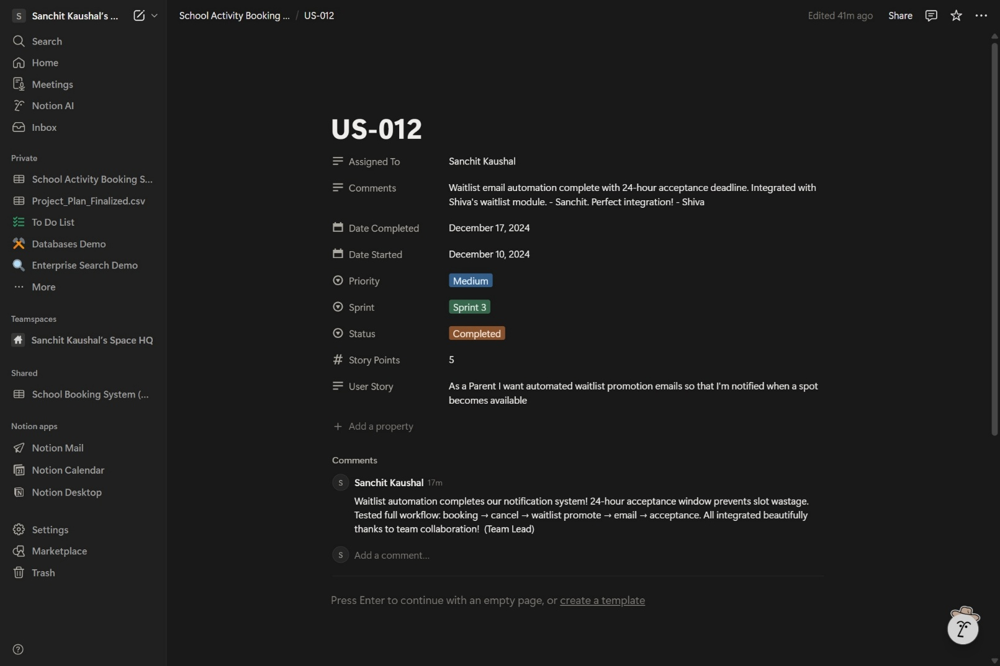 S Sanchit Kaushal's ...
Search
Home
Meetings
Notion AI
Inbox
Private
School Activity Booking S...
Project_Plan_Finalized.csv
To Do List
Databases Demo
Enterprise Search Demo
More
Teamspaces
Sanchit Kaushal's Space HQ
Shared
School Booking System (...
Notion apps
Notion Mail
21 Notion Calendar
N Notion Desktop
Settings
Marketplace
Trash
?
School Activity Booking ... / US-012
Edited 41m ago Share
US-012
Assigned To Sanchit Kaushal
Comments Waitlist email automation complete with 24-hour acceptance deadline. Integrated with
Shiva's waitlist module. - Sanchit. Perfect integration! - Shiva
Date Completed December 17, 2024
Date Started December 10, 2024
Priority Medium
Sprint Sprint 3
Status Completed
# Story Points 5
User Story As a Parent I want automated waitlist promotion emails so that I'm notified when a spot
becomes available
+ Add a property
Comments
S Sanchit Kaushal 17m
Waitlist automation completes our notification system! 24-hour acceptance window prevents slot wastage.
Tested full workflow: booking → cancel → waitlist promote → email → acceptance. All integrated beautifully
thanks to team collaboration! (Team Lead)
S Add a comment...
Press Enter to continue with an empty page, or create a template